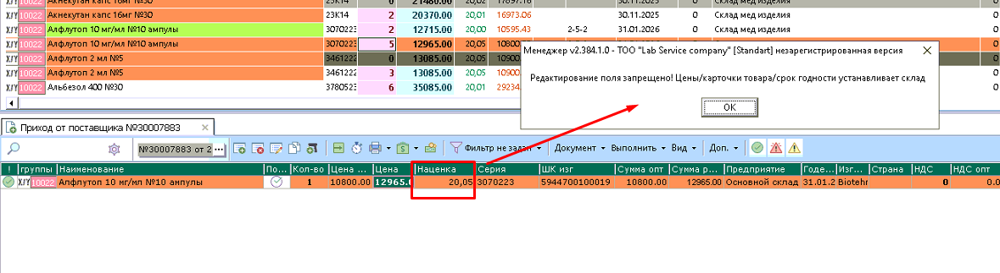 X/Y 10022 Акнекутан капс 16мг №30 23К14 0 21480.00 20,02 17897.16 30.11.2025 0 Склад мед изделия 0
X/Y 10022 Акнекутан капс 16мг №30 23К14 2 20370.00 20,01 16973.06 30.11.2025 0 Склад мед изделия 0
X/Y 10022 Алфлутоп 10 мг/мл №10 ампулы 3070223 2 12715.00 20,00 10595.43 2-5-2 31.01.2026 0 Склад мед изделия 0
X/Y 10022 Алфлутоп 10 мг/мл №10 ампулы 3070223 5 12965.00 20,05 10800.
X/Y 10022 Алфлутоп 2 мл №5 3461222 0 13085.00 20,05 10900.
X/Y 10022 Алфлутоп 2 мл №5 3461222 3 13085.00 20,05 10900.
X/Y 10022 Альбезол 400 №30 3780523 6 35085.00 20,01 29234.
Менеджер v2.384.1.0 - ТОО "Lab Service company" [Standart] незарегистрированная версия
Редактирование поля запрещено! Цены/карточки товара/срок годности устанавливает склад
OK
Приход от поставщика №30007883
№30007883 от 2 ... Фильтр не задан Документ Выполнить Вид Доп.
! группы Наименование По... Кол-во Цена ... Цена Наценка Серия ШК изг Сумма опт Сумма р... Предприятие Годе... Изг... Страна НДС НДС опт
X/Y 10022 Алфлутоп 10 мг/мл №10 ампулы 1 10800.00 12965.0 20,05 3070223 5944700100019 10800.00 12965.00 Основной склад 31.01.2 Biotehr 0 0.0